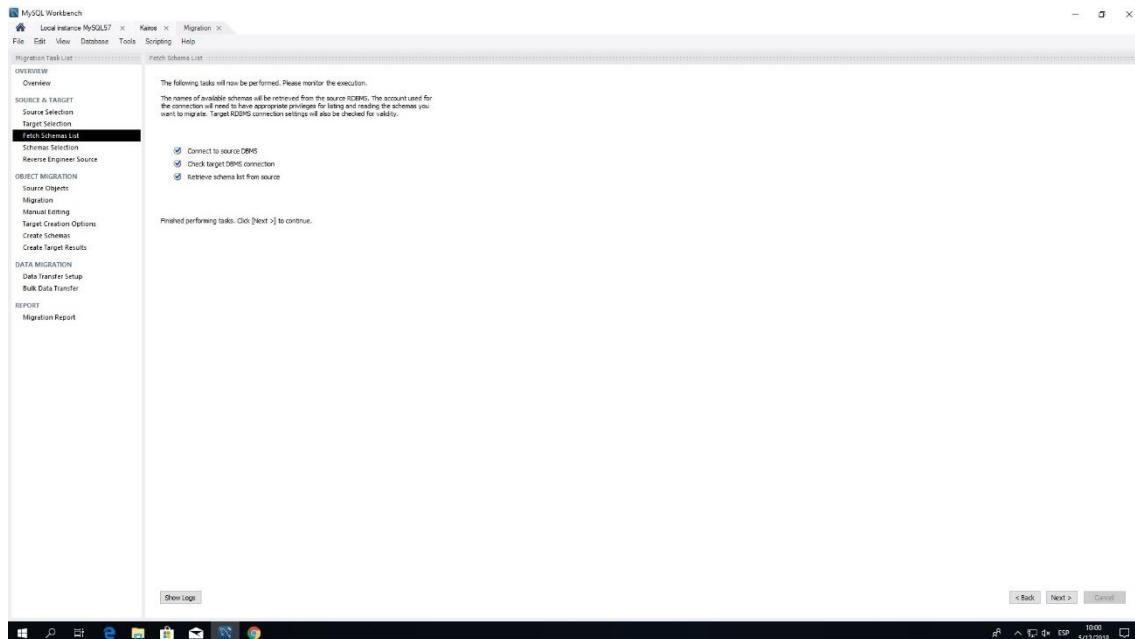 MySQL Workbench
Local instance MySQL57 × Kairos × Migration ×
File Edit View Database Tools Scripting Help
Migration Task List
OVERVIEW
Overview
SOURCE & TARGET
Source Selection
Target Selection
Fetch Schemas List
Schemas Selection
Reverse Engineer Source
OBJECT MIGRATION
Source Objects
Migration
Manual Editing
Target Creation Options
Create Schemas
Create Target Results
DATA MIGRATION
Data Transfer Setup
Bulk Data Transfer
REPORT
Migration Report
Fetch Schema List
The following tasks will now be performed. Please monitor the execution.
The names of available schemas will be retrieved from the source RDBMS. The account used for
the connection will need to have appropriate privileges for listing and reading the schemas you
want to migrate. Target RDBMS connection settings will also be checked for validity.
Connect to source DBMS
Check target DBMS connection
Retrieve schema list from source
Finished performing tasks. Click [Next >] to continue.
Show Logs
< Back Next > Cancel
ESP
10:00
5/12/2018